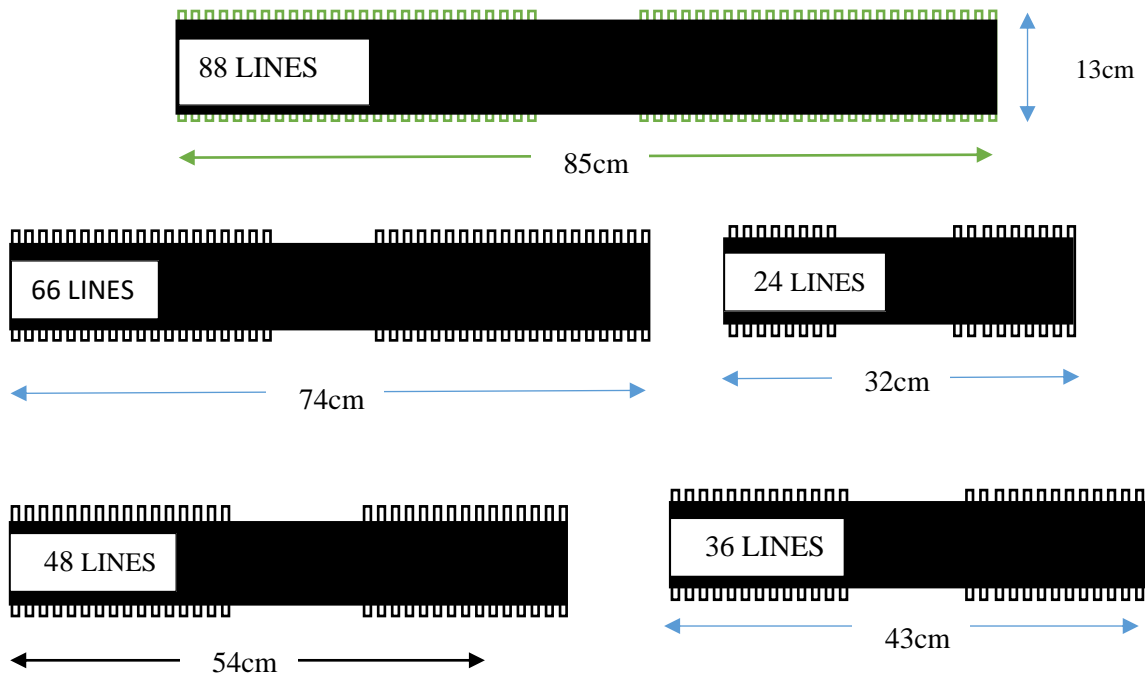 88 LINES
13cm
85cm
66 LINES
24 LINES
74cm
32cm
48 LINES
36 LINES
54cm
43cm